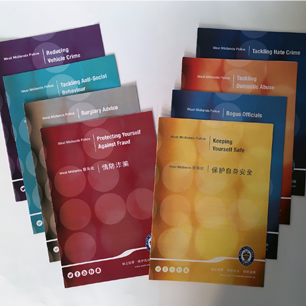 West Midlands Police
Reducing
Vehicle Crime
West Midlands Police
Tackling Anti-Social
Behaviour
West Midlands Police
Burglary Advice
West Midlands Police
Protecting Yourself
Against Fraud
West Midlands
慎防诈骗
West Midlands Police
Tackling Hate Crime
West Midlands Police
Tackling
Domestic Abuse
West Midlands Police
Bogus Officials
West Midlands Police
Keeping
Yourself Safe
West Midlands
保护自身安全